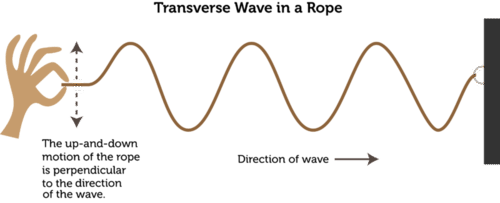 Transverse Wave in a Rope
The up-and-down
motion of the rope
is perpendicular
to the direction
of the wave.
Direction of wave